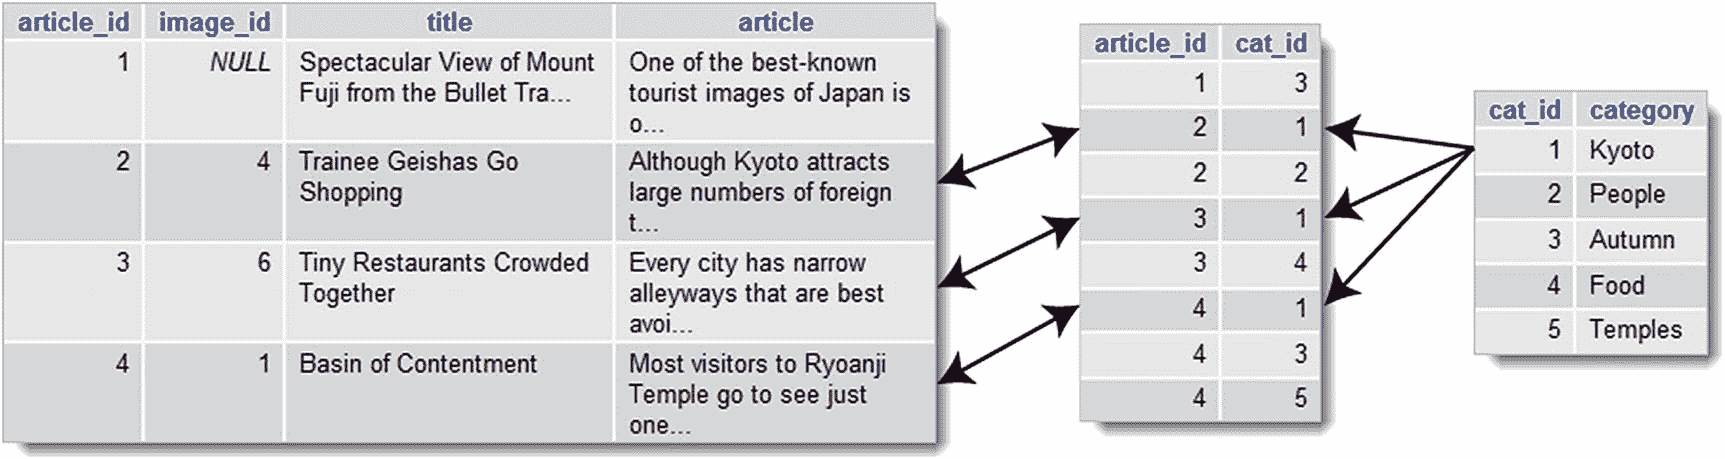 article_id image_id title article
1 NULL Spectacular View of Mount One of the best-known
Fuji from the Bullet Tra... tourist images of Japan is
o...
2 4 Trainee Geishas Go Although Kyoto attracts
Shopping large numbers of foreign
t...
3 6 Tiny Restaurants Crowded Every city has narrow
Together alleyways that are best
avoi...
4 1 Basin of Contentment Most visitors to Ryoanji
Temple go to see just
one...
article_id cat_id
1 3
2 1
2 2
3 1
3 4
4 1
4 3
4 5
cat_id category
1 Kyoto
2 People
3 Autumn
4 Food
5 Temples